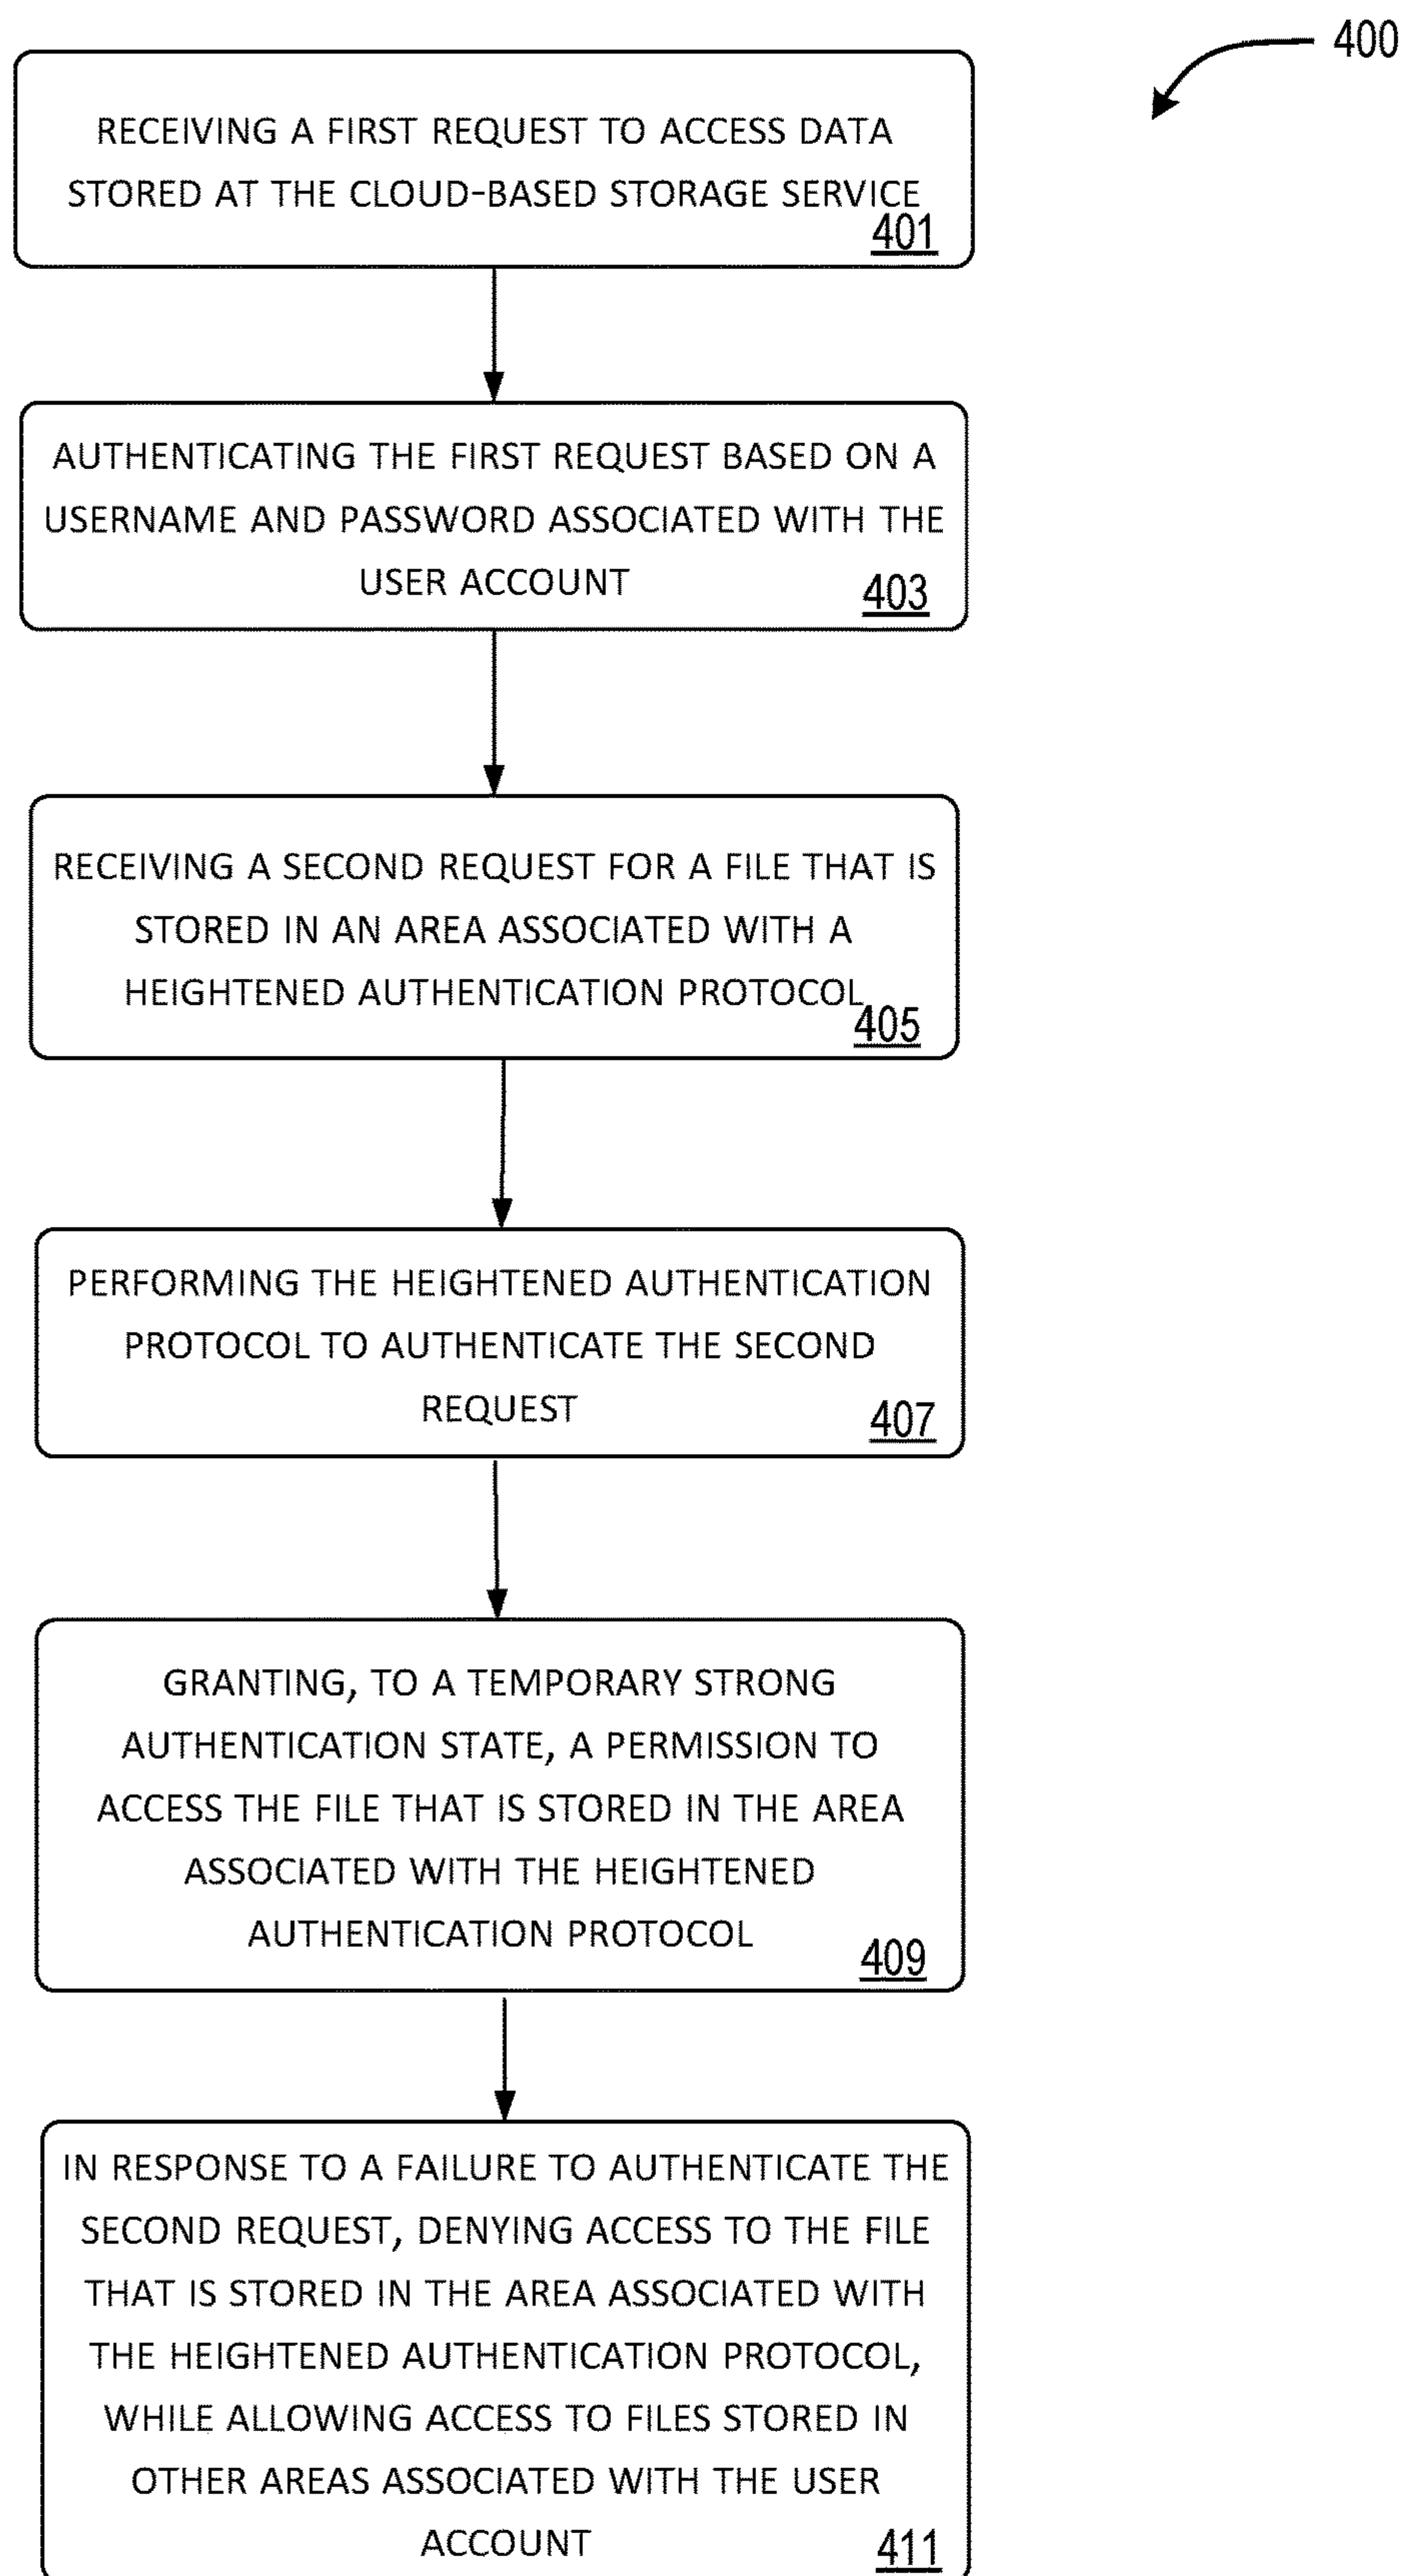 400
RECEIVING A FIRST REQUEST TO ACCESS DATA
STORED AT THE CLOUD-BASED STORAGE SERVICE
401
AUTHENTICATING THE FIRST REQUEST BASED ON A
USERNAME AND PASSWORD ASSOCIATED WITH THE
USER ACCOUNT
403
RECEIVING A SECOND REQUEST FOR A FILE THAT IS
STORED IN AN AREA ASSOCIATED WITH A
HEIGHTENED AUTHENTICATION PROTOCOL
405
PERFORMING THE HEIGHTENED AUTHENTICATION
PROTOCOL TO AUTHENTICATE THE SECOND
REQUEST
407
GRANTING, TO A TEMPORARY STRONG
AUTHENTICATION STATE, A PERMISSION TO
ACCESS THE FILE THAT IS STORED IN THE AREA
ASSOCIATED WITH THE HEIGHTENED
AUTHENTICATION PROTOCOL
409
IN RESPONSE TO A FAILURE TO AUTHENTICATE THE
SECOND REQUEST, DENYING ACCESS TO THE FILE
THAT IS STORED IN THE AREA ASSOCIATED WITH
THE HEIGHTENED AUTHENTICATION PROTOCOL,
WHILE ALLOWING ACCESS TO FILES STORED IN
OTHER AREAS ASSOCIATED WITH THE USER
ACCOUNT
411